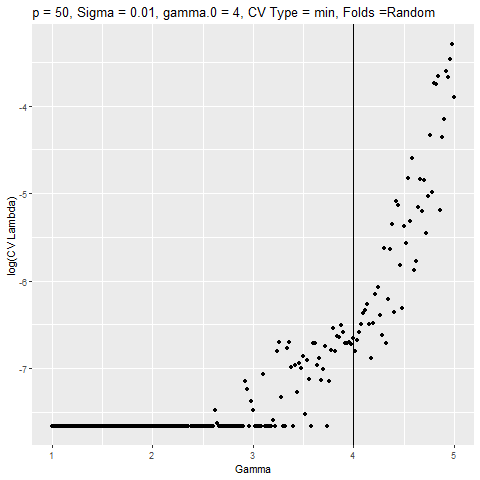 p = 50, Sigma = 0.01, gamma.0 = 4, CV Type = min, Folds =Random
log(CV Lambda)
-4
-5
-6
-7
1 2 3 4 5
Gamma